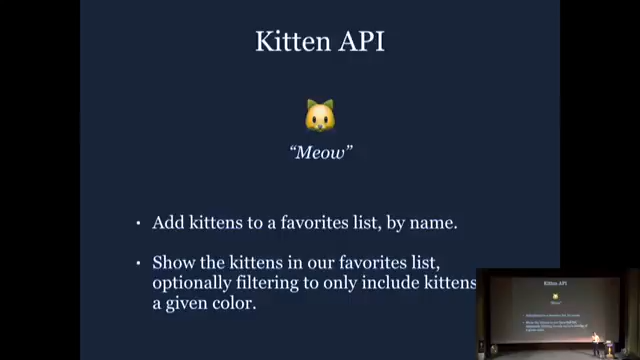 Kitten API
“Meow”
• Add kittens to a favorites list, by name.
• Show the kittens in our favorites list,
optionally filtering to only include kittens
a given color.
Kitten API
"Meow"